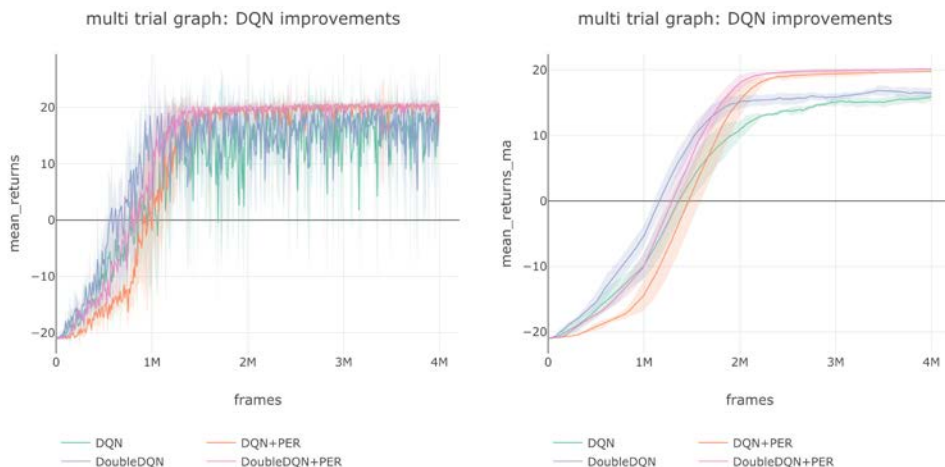 multi trial graph: DQN improvements
mean_returns
20
10
0
−10
−20
0
1M
2M
3M
4M
frames
DQN
DQN+PER
DoubleDQN
DoubleDQN+PER
multi trial graph: DQN improvements
mean_returns_ma
20
10
0
−10
−20
0
1M
2M
3M
4M
frames
DQN
DQN+PER
DoubleDQN
DoubleDQN+PER